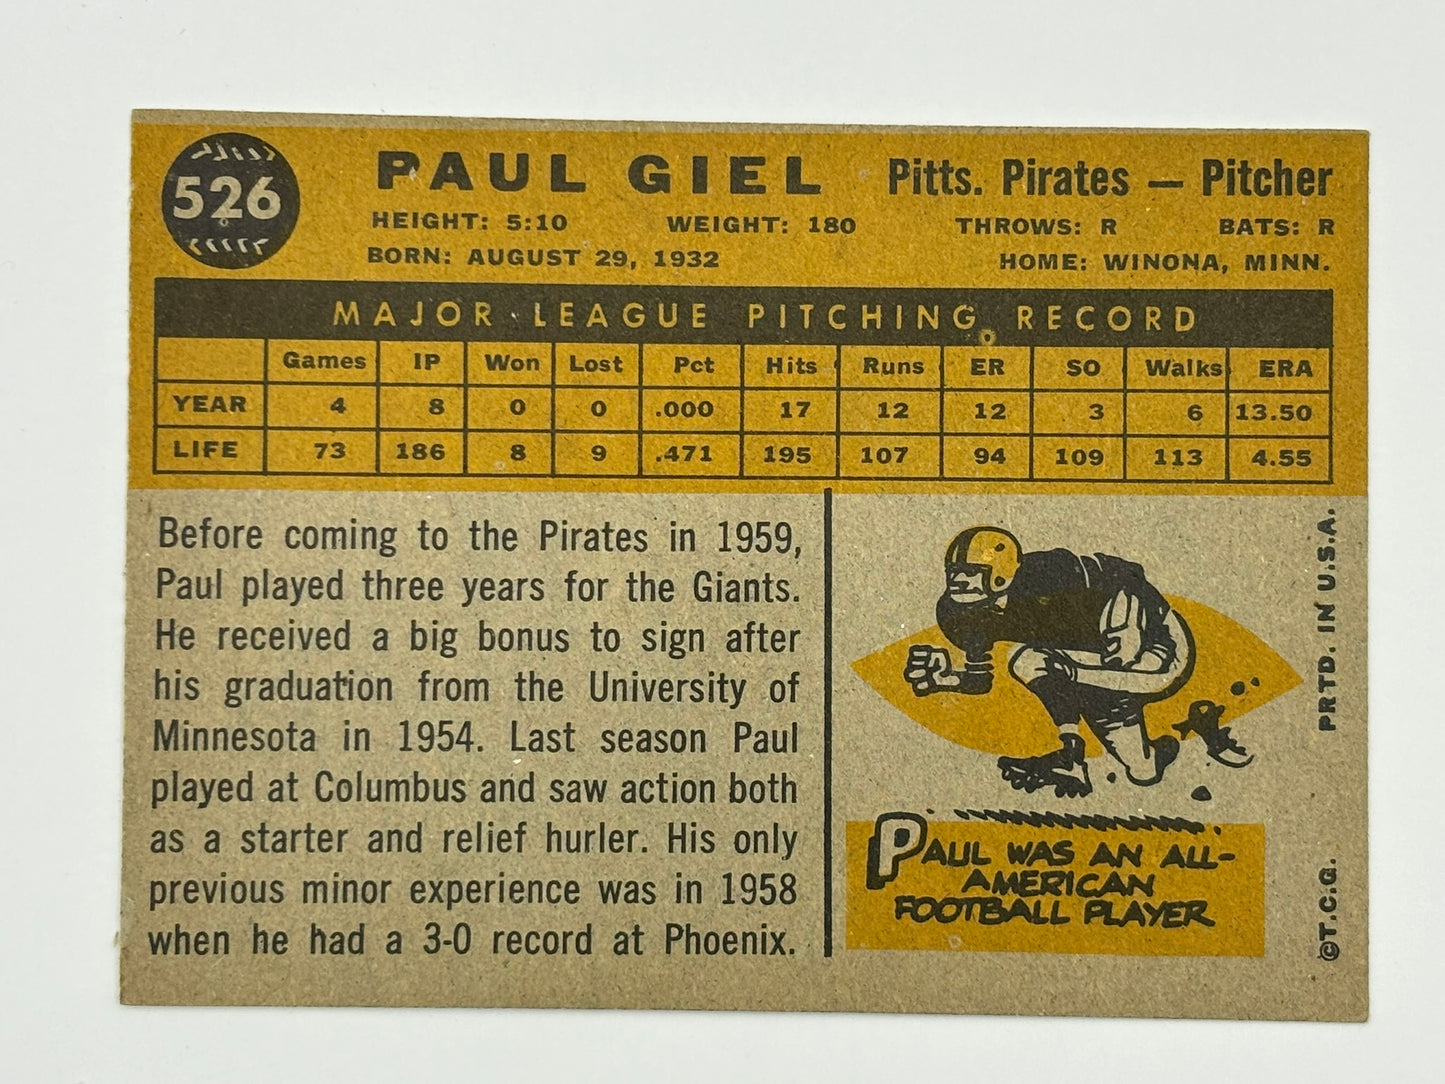 526
PAUL GIEL Pitts. Pirates — Pitcher
HEIGHT: 5:10 WEIGHT: 180 THROWS: R BATS: R
BORN: AUGUST 29, 1932 HOME: WINONA, MINN.
MAJOR LEAGUE PITCHING RECORD
Games IP Won Lost Pct Hits Runs ER SO Walks ERA
YEAR 4 8 0 0 .000 17 12 12 3 6 13.50
LIFE 73 186 8 9 .471 195 107 94 109 113 4.55
Before coming to the Pirates in 1959,
Paul played three years for the Giants.
He received a big bonus to sign after
his graduation from the University of
Minnesota in 1954. Last season Paul
played at Columbus and saw action both
as a starter and relief hurler. His only
previous minor experience was in 1958
when he had a 3-0 record at Phoenix.
PAUL WAS AN ALL-
AMERICAN
FOOTBALL PLAYER
©T.C.G. PRTD. IN U.S.A.